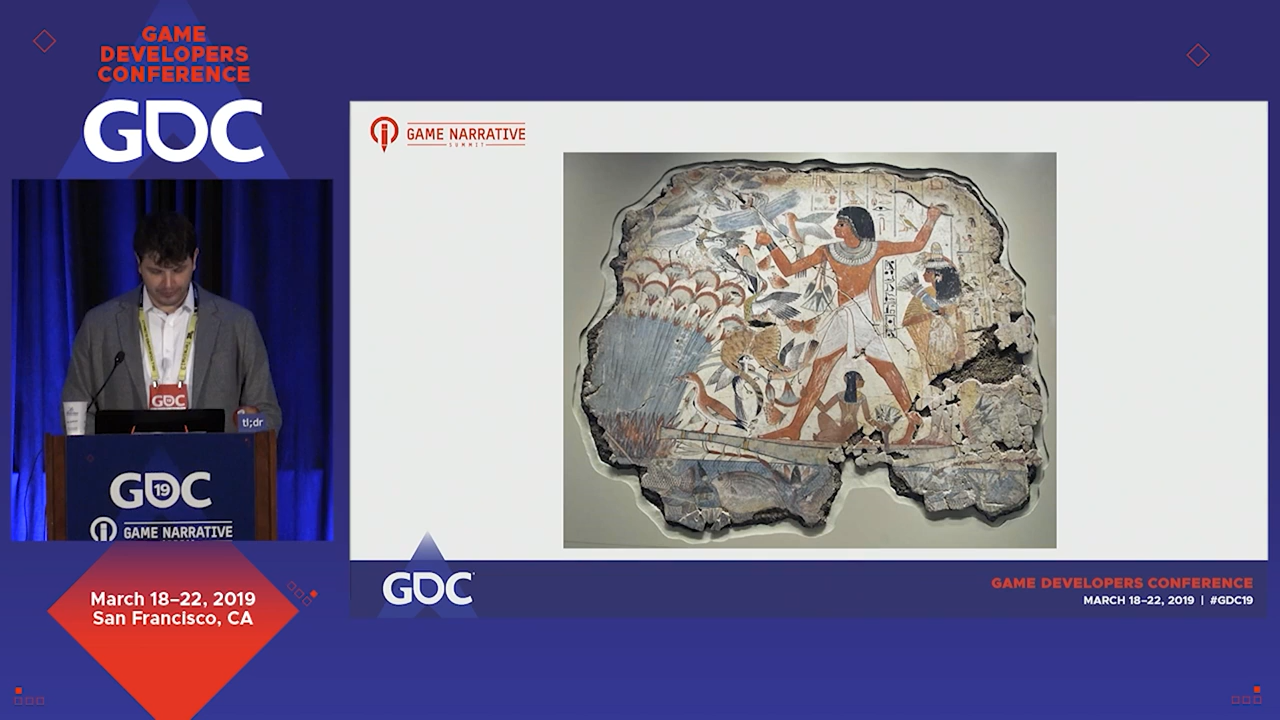 GAME
DEVELOPERS
CONFERENCE
GDC
GAME NARRATIVE
SUMMIT
GDC
tl;dr
GDC
19
GAME NARRATIVE
March 18–22, 2019
San Francisco, CA
GDC
GAME DEVELOPERS CONFERENCE
MARCH 18–22, 2019 | #GDC19